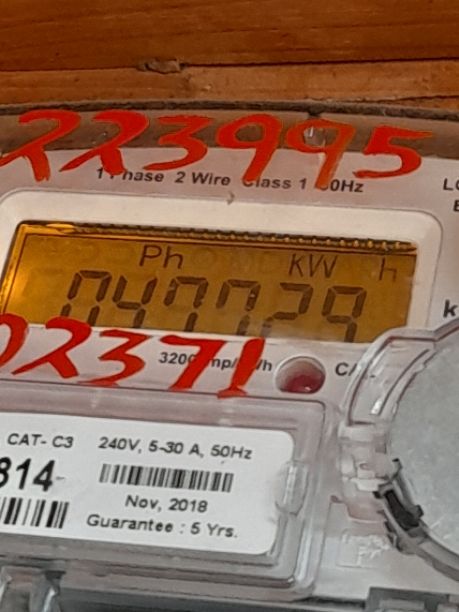 223995
1 Phase 2 Wire Class 1 50Hz
Ph kW h
047729
02371
3200 imp/kWh
CAT- C3 240V, 5-30 A, 50Hz
814
Nov, 2018
Guarantee : 5 Yrs.